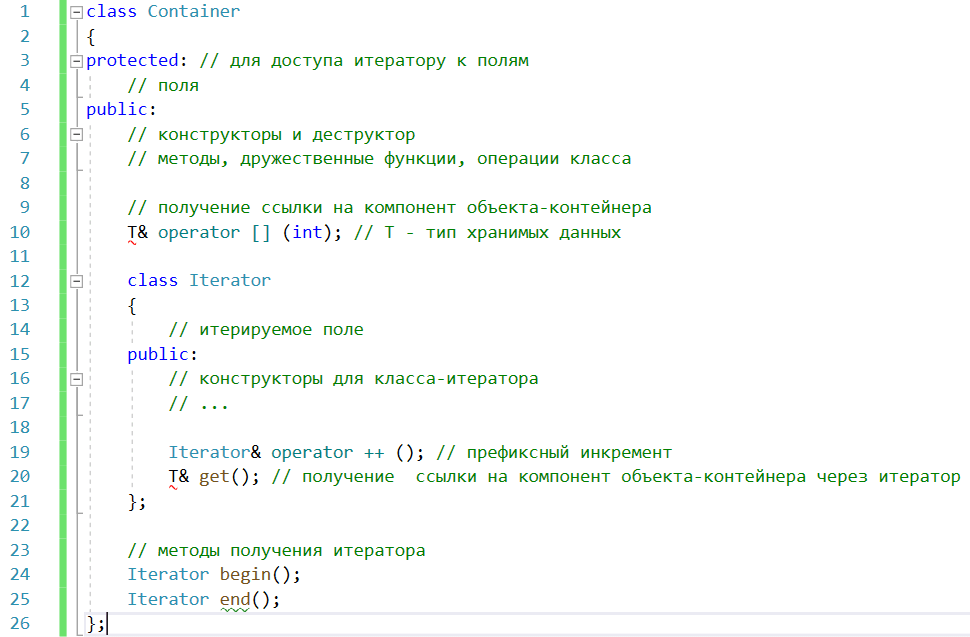 1 class Container
2 {
3 protected: // для доступа итератору к полям
4     // поля
5 public:
6     // конструкторы и деструктор
7     // методы, дружественные функции, операции класса
8
9     // получение ссылки на компонент объекта-контейнера
10     T& operator [] (int); // T - тип хранимых данных
11
12     class Iterator
13     {
14         // итерируемое поле
15     public:
16         // конструкторы для класса-итератора
17         // ...
18
19         Iterator& operator ++ (); // префиксный инкремент
20         T& get(); // получение  ссылки на компонент объекта-контейнера через итератор
21     };
22
23     // методы получения итератора
24     Iterator begin();
25     Iterator end();
26 };